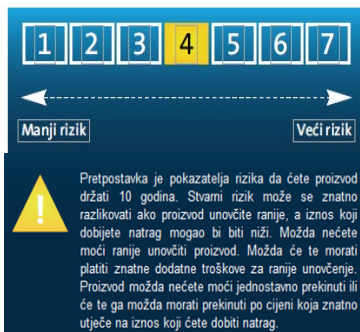 1 2 3 4 5 6 7
Manji rizik Veći rizik
Pretpostavka je pokazatelja rizika da ćete proizvod
držati 10 godina. Stvarni rizik može se znatno
razlikovati ako proizvod unovčite ranije, a iznos koji
dobijete natrag mogao bi biti niži. Možda nećete
moći ranije unovčiti proizvod. Možda će te morati
platiti znatne dodatne troškove za ranije unovčenje.
Proizvod možda nećete moći jednostavno prekinuti ili
će te ga možda morati prekinuti po cijeni koja znatno
utječe na iznos koji ćete dobiti natrag.